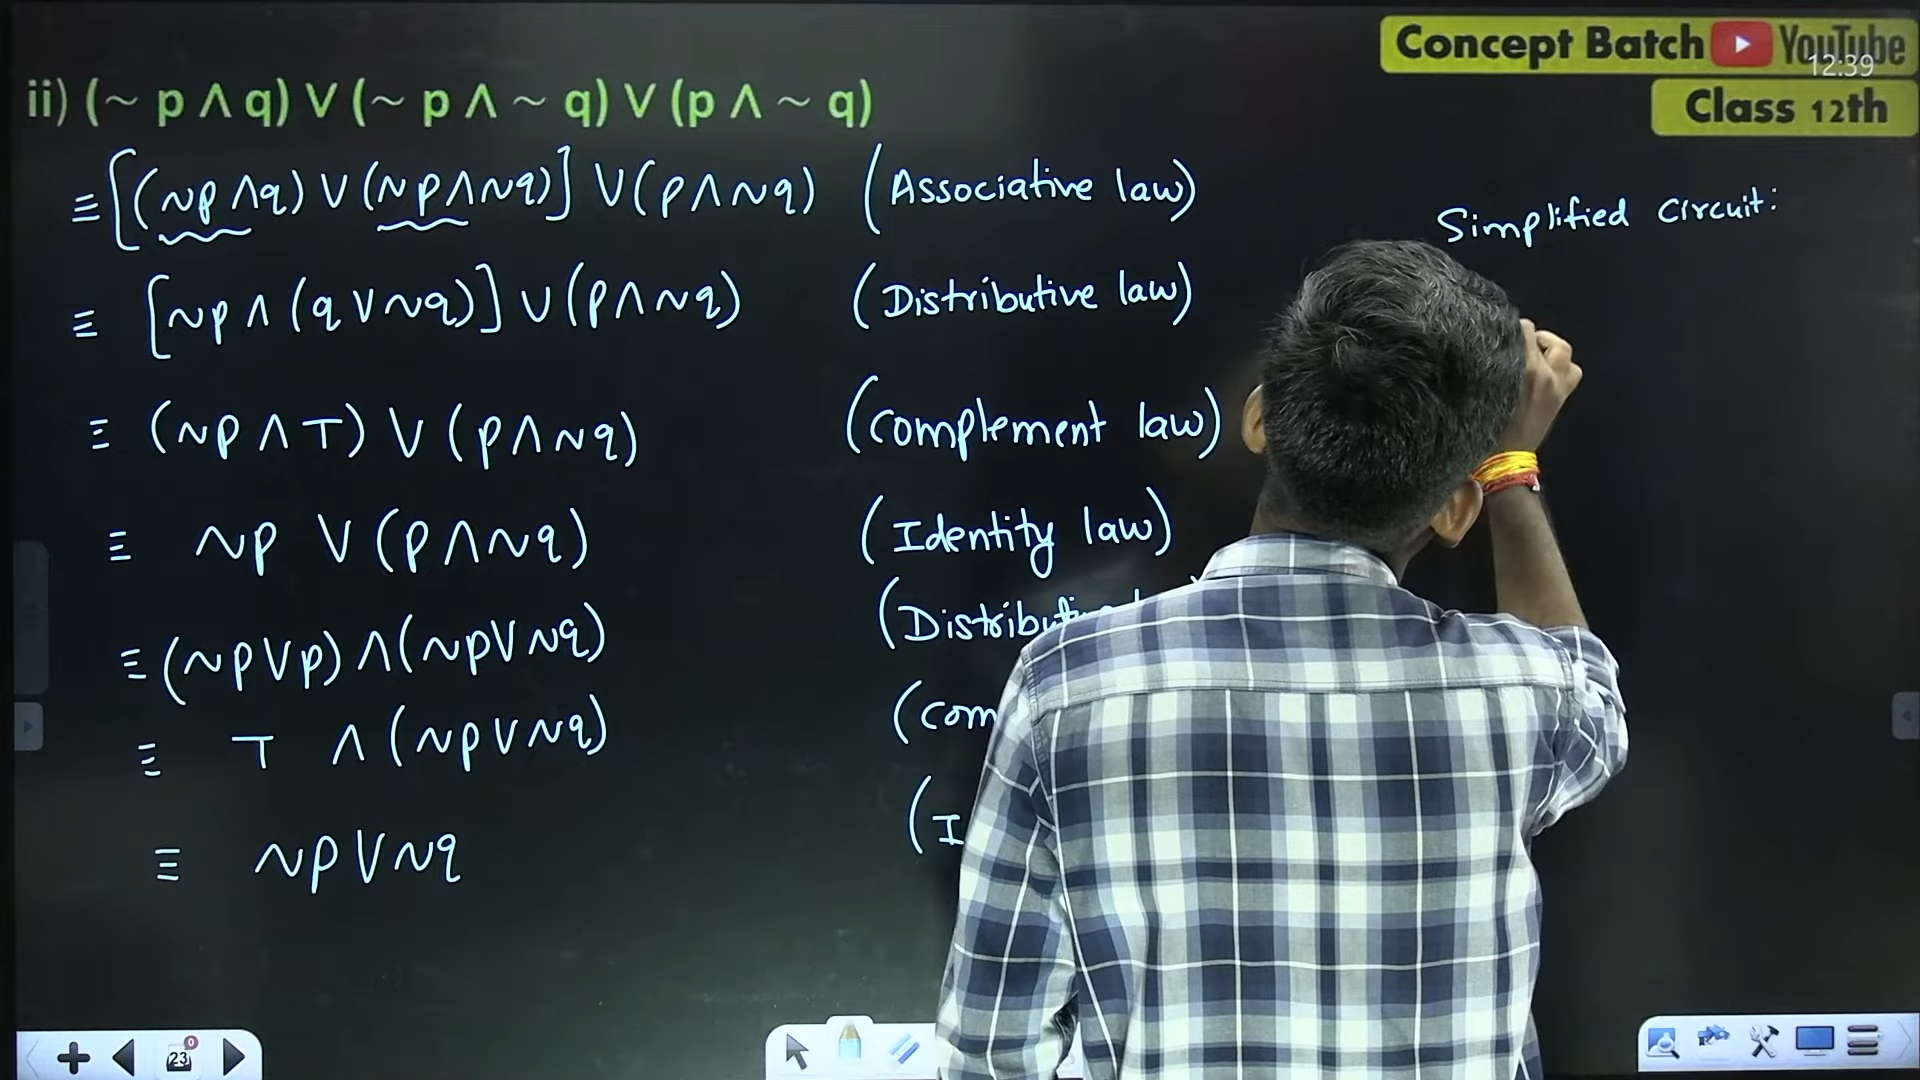 Concept Batch YouTube
12:39
Class 12th
ii) (~ p ∧ q) ∨ (~ p ∧ ~ q) ∨ (p ∧ ~ q)
≡ [(~p∧q) ∨ (~p∧~q)] ∨ (p∧~q) (Associative law)
Simplified circuit:
≡ [~p∧(q∨~q)] ∨ (p∧~q) (Distributive law)
≡ (~p∧T) ∨ (p∧~q) (Complement law)
≡ ~p ∨ (p∧~q) (Identity law)
≡ (~p∨p) ∧ (~p∨~q)
≡ T ∧ (~p∨~q)
≡ ~p∨~q
23
0